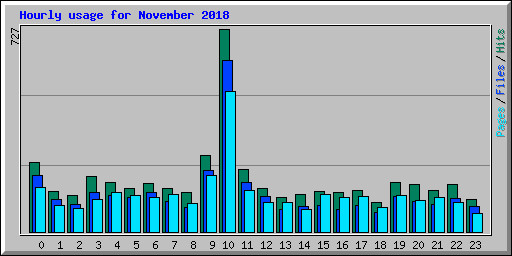 Hourly usage for November 2018
727
Pages/Files/Hits
0 1 2 3 4 5 6 7 8 9 10 11 12 13 14 15 16 17 18 19 20 21 22 23